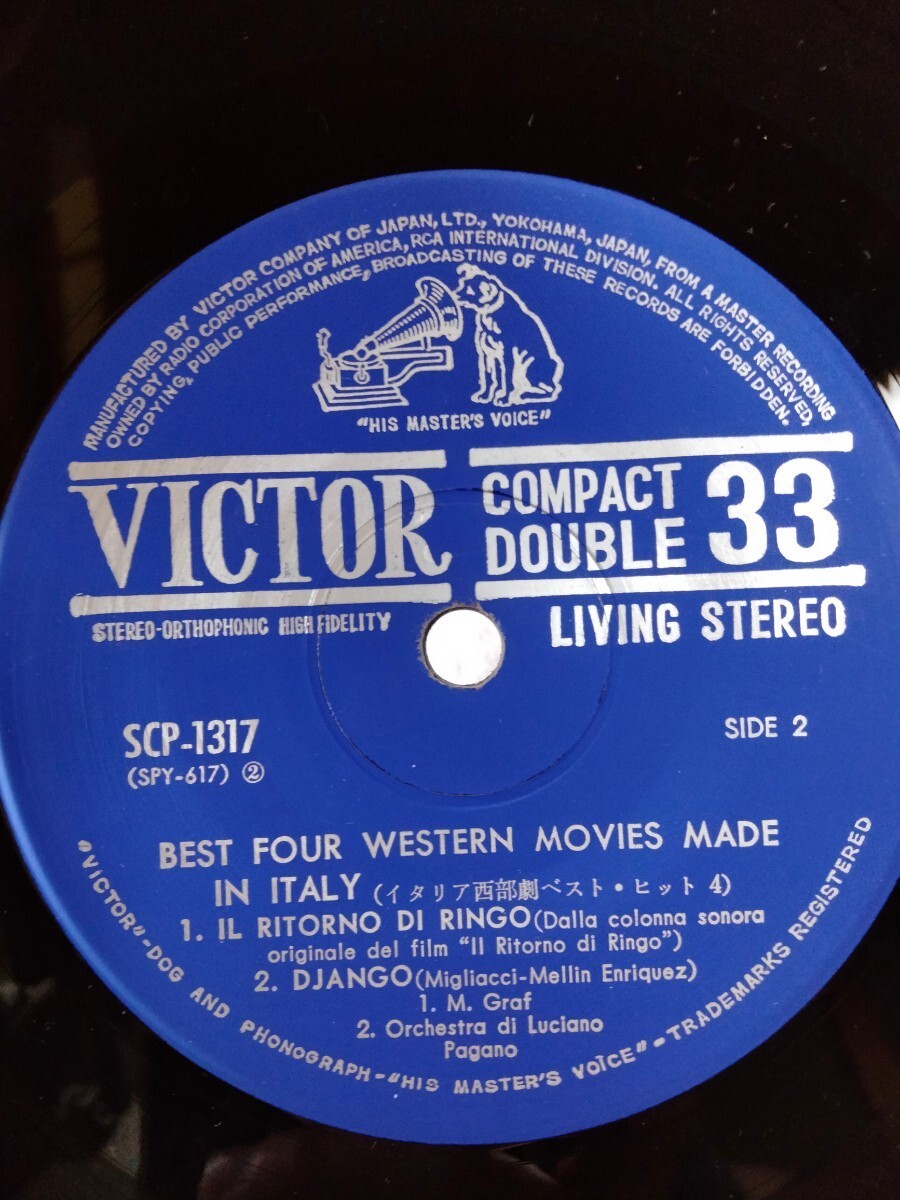 MANUFACTURED BY VICTOR COMPANY OF JAPAN, LTD., YOKOHAMA, JAPAN, FROM A MASTER RECORDING
OWNED BY RADIO CORPORATION OF AMERICA, RCA INTERNATIONAL DIVISION. ALL RIGHTS RESERVED,
COPYING, PUBLIC PERFORMANCE, BROADCASTING OF THESE RECORDS ARE FORBIDDEN.
"HIS MASTER'S VOICE"
VICTOR
COMPACT
DOUBLE 33
STEREO-ORTHOPHONIC HIGH FIDELITY
LIVING STEREO
SCP-1317
(SPY-617) ②
SIDE 2
BEST FOUR WESTERN MOVIES MADE
IN ITALY (イタリア西部劇ベスト・ヒット 4)
1. IL RITORNO DI RINGO (Dalla colonna sonora
originale del film "Il Ritorno di Ringo")
2. DJANGO (Migliacci-Mellin Enriquez)
1. M. Graf
2. Orchestra di Luciano
Pagano
"VICTOR"-DOG AND PHONOGRAPH-"HIS MASTER'S VOICE"-TRADEMARKS REGISTERED